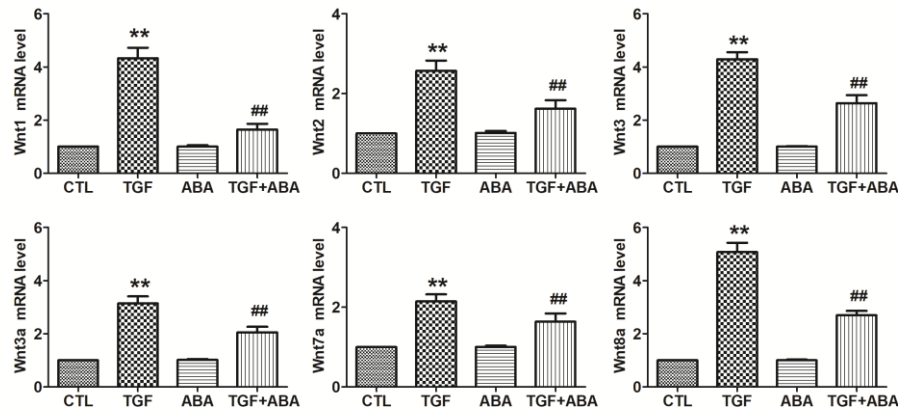 Wnt1 mRNA level
6
4
2
0
**
##
CTL TGF ABA TGF+ABA
Wnt2 mRNA level
4
2
0
**
##
CTL TGF ABA TGF+ABA
Wnt3 mRNA level
6
4
2
0
**
##
CTL TGF ABA TGF+ABA
Wnt3a mRNA level
6
4
2
0
**
##
CTL TGF ABA TGF+ABA
Wnt7a mRNA level
4
2
0
**
##
CTL TGF ABA TGF+ABA
Wnt8a mRNA level
6
4
2
0
**
##
CTL TGF ABA TGF+ABA